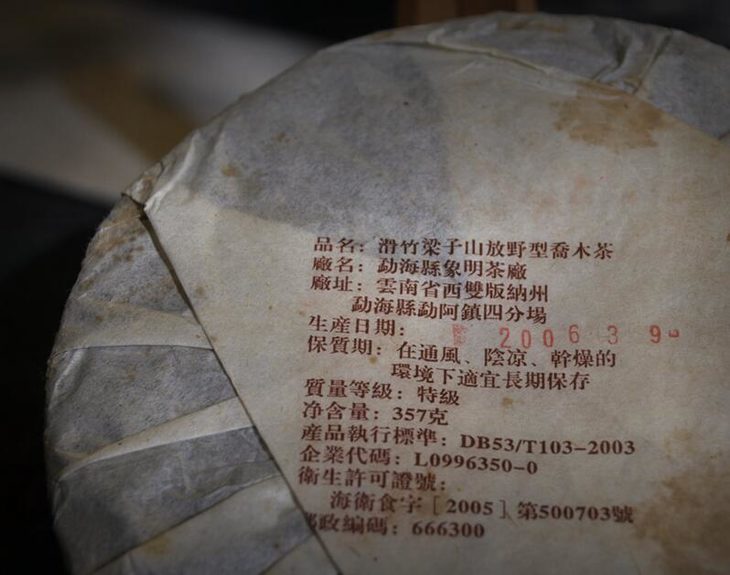 品名：滑竹梁子山放野型喬木茶
廠名：勐海縣象明茶廠
廠址：雲南省西雙版納州
勐海縣勐阿鎮四分場
生産日期： 2006 3 9
保質期：在通風、陰凉、幹燥的
環境下適宜長期保存
質量等級：特級
净含量：357克
産品執行標準：DB53/T103-2003
企業代碼：L0996350-0
衛生許可證號：
海衛食字［2005］第500703號
郵政編碼：666300